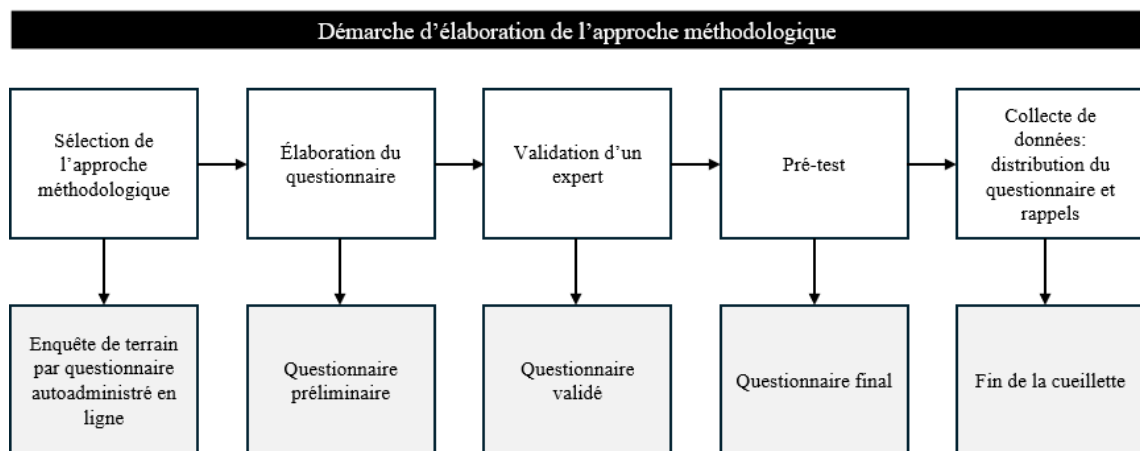 Démarche d’élaboration de l’approche méthodologique
Sélection de
l’approche
méthodologique
Élaboration du
questionnaire
Validation d’un
expert
Pré-test
Collecte de
données:
distribution du
questionnaire et
rappels
Enquête de terrain
par questionnaire
autoadministré en
ligne
Questionnaire
préliminaire
Questionnaire
validé
Questionnaire final
Fin de la cueillette